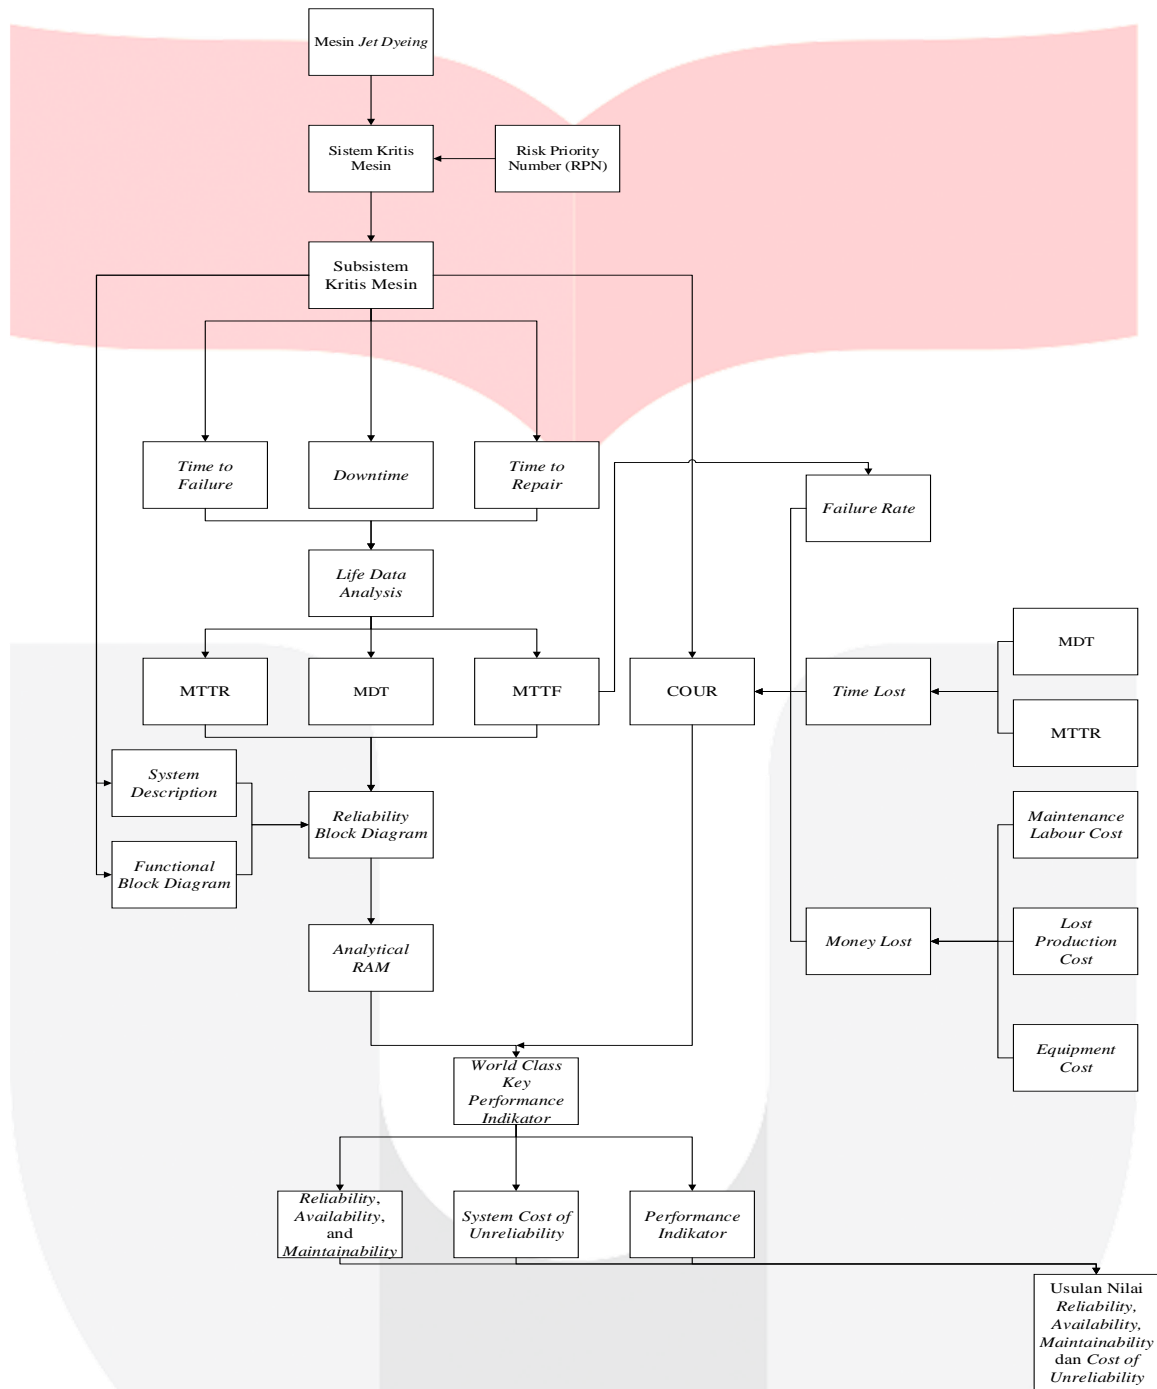 Mesin Jet Dyeing
Sistem Kritis
Mesin
Risk Priority
Number (RPN)
Subsistem
Kritis Mesin
Time to
Failure
Downtime
Time to
Repair
Failure Rate
Life Data
Analysis
MTTR
MDT
MTTF
COUR
Time Lost
MDT
MTTR
System
Description
Functional
Block Diagram
Reliability
Block Diagram
Maintenance
Labour Cost
Analytical
RAM
Money Lost
Lost
Production
Cost
Equipment
Cost
World Class
Key
Performance
Indikator
Reliability,
Availability,
and
Maintainability
System Cost of
Unreliability
Performance
Indikator
Usulan Nilai
Reliability,
Availability,
Maintainability
dan Cost of
Unreliability